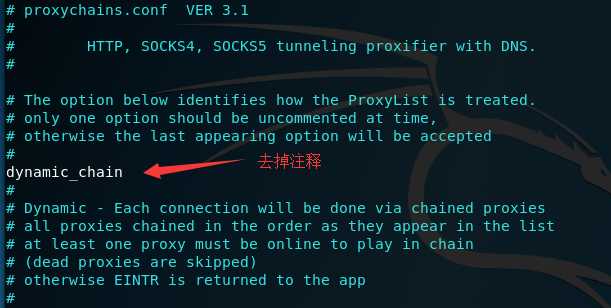 # proxychains.conf  VER 3.1
#
#        HTTP, SOCKS4, SOCKS5 tunneling proxifier with DNS.
#
# The option below identifies how the ProxyList is treated.
# only one option should be uncommented at time,
# otherwise the last appearing option will be accepted
#
dynamic_chain 去掉注释
#
# Dynamic - Each connection will be done via chained proxies
# all proxies chained in the order as they appear in the list
# at least one proxy must be online to play in chain
# (dead proxies are skipped)
# otherwise EINTR is returned to the app
#